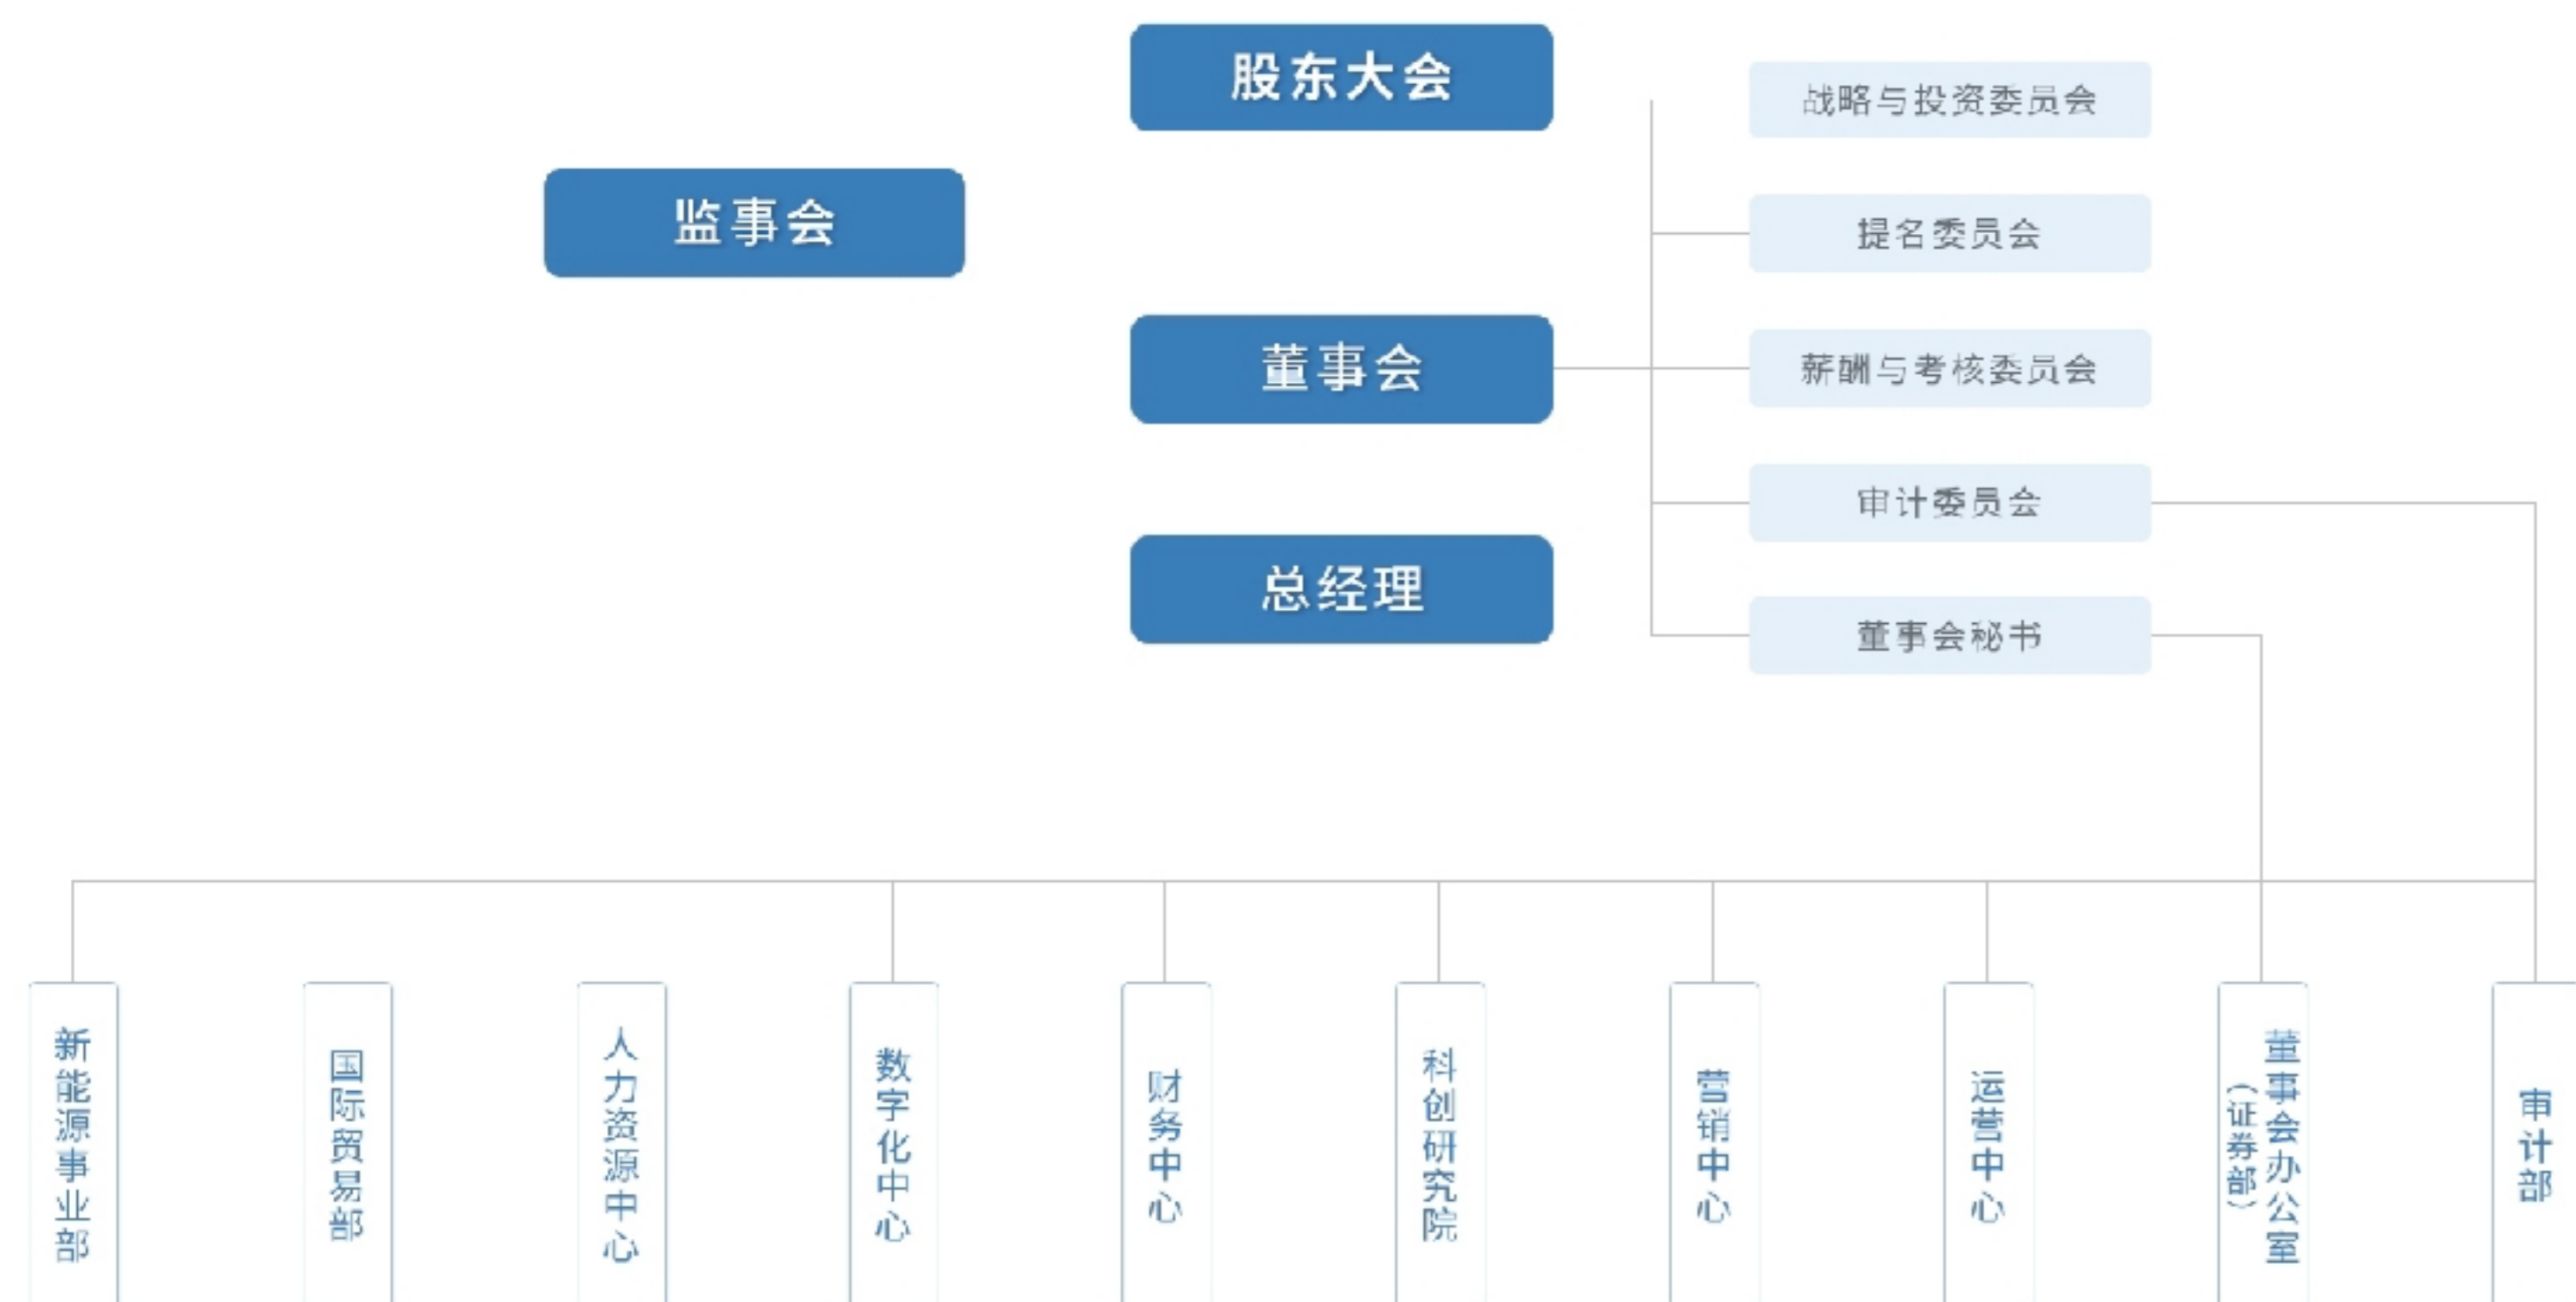 股东大会
战略与投资委员会
监事会
提名委员会
董事会
薪酬与考核委员会
审计委员会
总经理
董事会秘书
新能源事业部
国际贸易部
人力资源中心
数字化中心
财务中心
科创研究院
营销中心
运营中心
董事会办公室
（证券部）
审计部